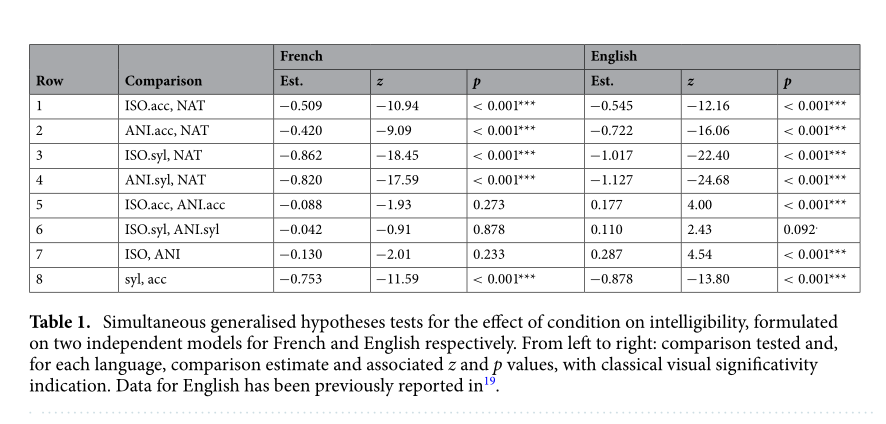 French English
Row Comparison Est. z p Est. z p
1 ISO.acc, NAT −0.509 −10.94 < 0.001*** −0.545 −12.16 < 0.001***
2 ANI.acc, NAT −0.420 −9.09 < 0.001*** −0.722 −16.06 < 0.001***
3 ISO.syl, NAT −0.862 −18.45 < 0.001*** −1.017 −22.40 < 0.001***
4 ANI.syl, NAT −0.820 −17.59 < 0.001*** −1.127 −24.68 < 0.001***
5 ISO.acc, ANI.acc −0.088 −1.93 0.273 0.177 4.00 < 0.001***
6 ISO.syl, ANI.syl −0.042 −0.91 0.878 0.110 2.43 0.092·
7 ISO, ANI −0.130 −2.01 0.233 0.287 4.54 < 0.001***
8 syl, acc −0.753 −11.59 < 0.001*** −0.878 −13.80 < 0.001***
Table 1. Simultaneous generalised hypotheses tests for the effect of condition on intelligibility, formulated
on two independent models for French and English respectively. From left to right: comparison tested and,
for each language, comparison estimate and associated z and p values, with classical visual significativity
indication. Data for English has been previously reported in19.